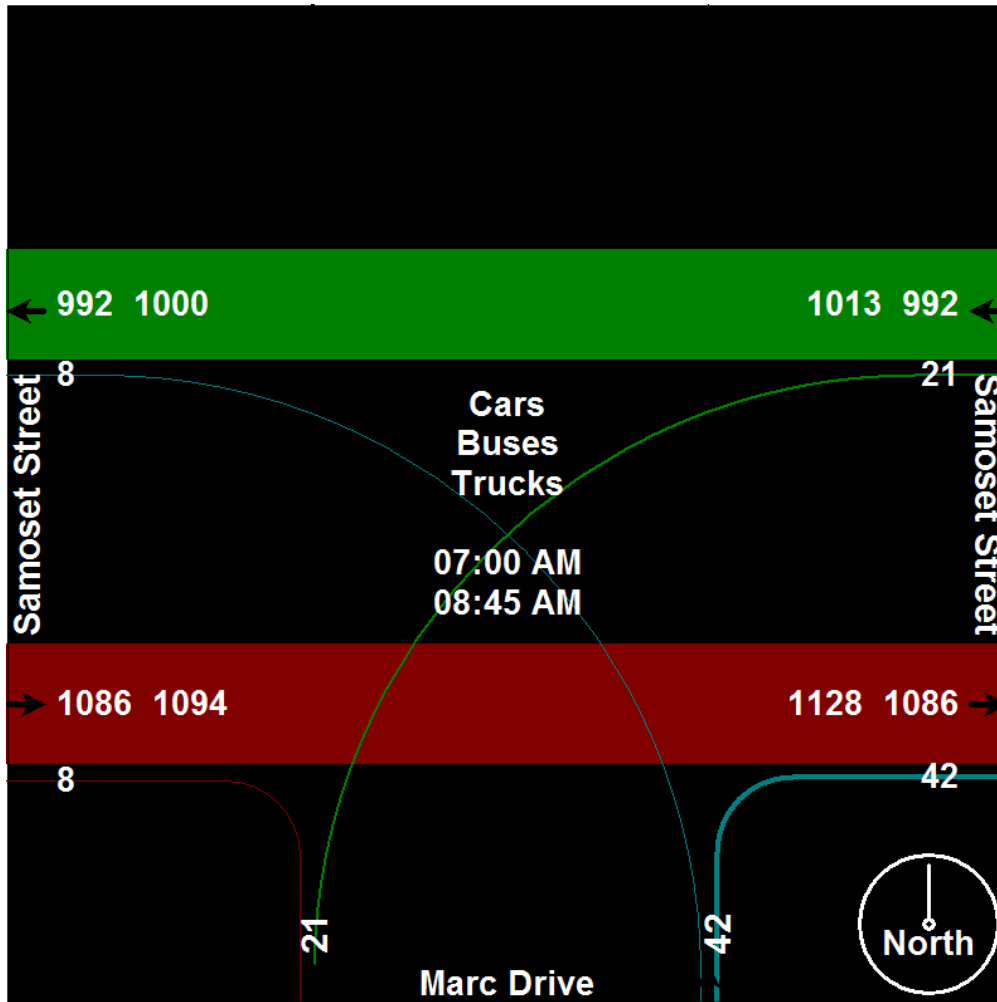 992 1000
1013 992
8
21
Samoset Street
Samoset Street
Cars
Buses
Trucks
07:00 AM
08:45 AM
1086 1094
1128 1086
8
42
21
42
North
Marc Drive